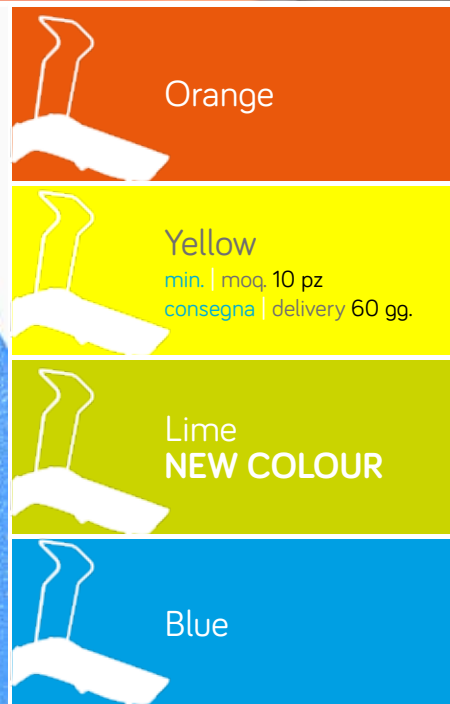 Orange
Yellow
min. | moq. 10 pz
consegna | delivery 60 gg.
Lime
NEW COLOUR
Blue